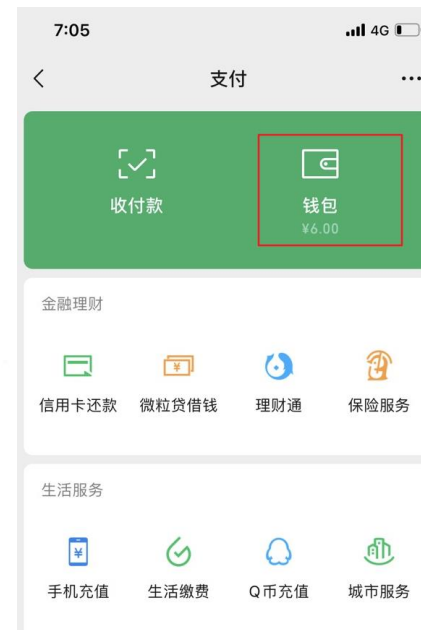 7:05 4G
支付
收付款 钱包
¥6.00
金融理财
信用卡还款 微粒贷借钱 理财通 保险服务
生活服务
手机充值 生活缴费 Q币充值 城市服务